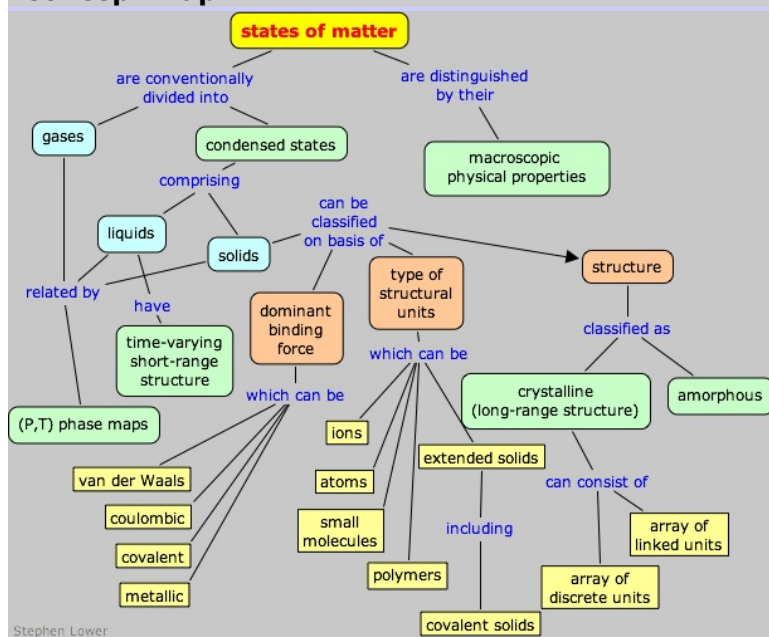 states of matter
are conventionally
divided into
are distinguished
by their
gases
condensed states
macroscopic
physical properties
comprising
can be
classified
on basis of
liquids
solids
type of
structural
units
structure
related by
have
dominant
binding
force
classified as
time-varying
short-range
structure
which can be
which can be
crystalline
(long-range structure)
amorphous
(P,T) phase maps
ions
extended solids
van der Waals
atoms
can consist of
coulombic
small
molecules
including
array of
linked units
covalent
polymers
array of
discrete units
metallic
covalent solids
Stephen Lower